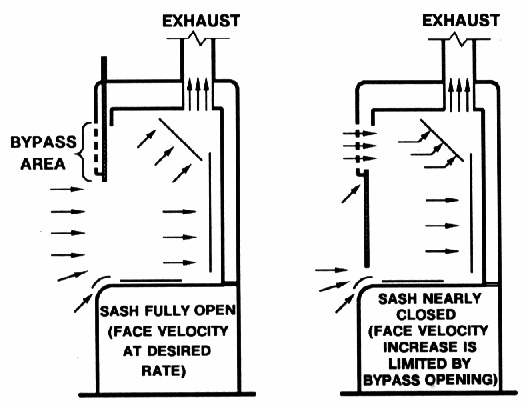 EXHAUST
EXHAUST
BYPASS
AREA
SASH FULLY OPEN
(FACE VELOCITY
AT DESIRED
RATE)
SASH NEARLY
CLOSED
(FACE VELOCITY
INCREASE IS
LIMITED BY
BYPASS OPENING)